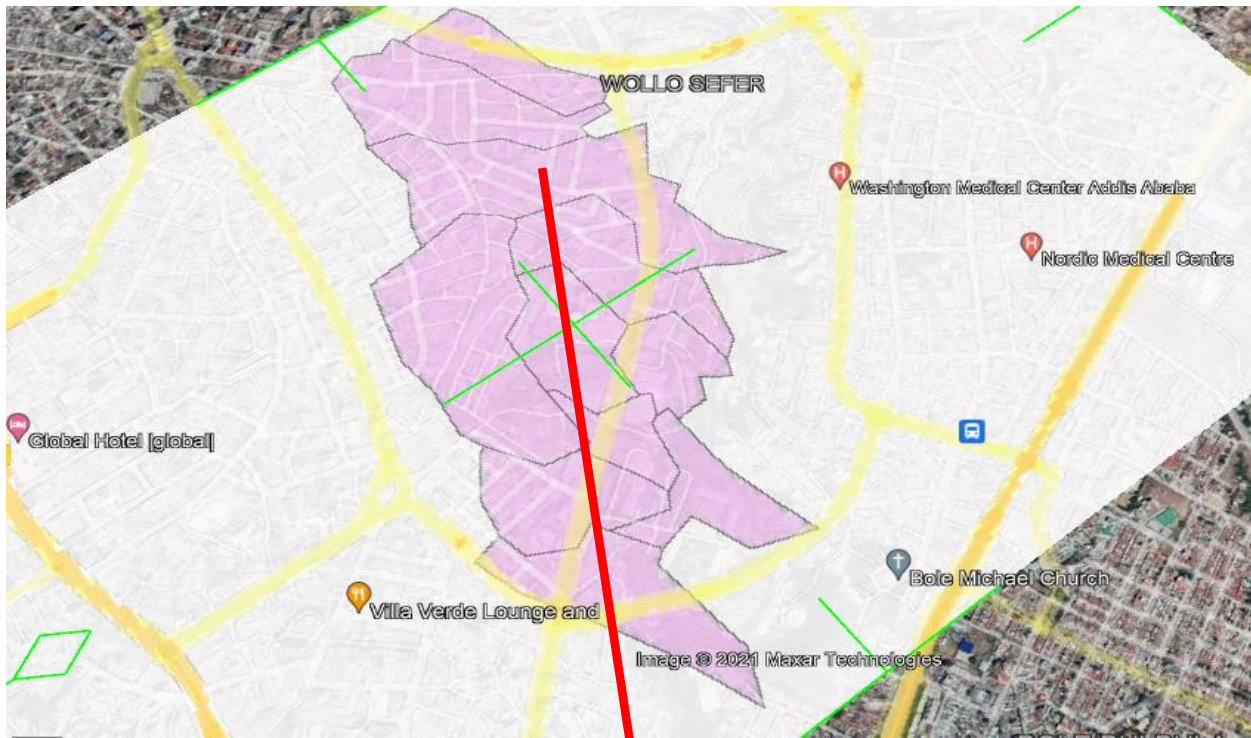 WOLLO SEFER
Washington Medical Center Addis Ababa
Nordic Medical Centre
Global Hotel |global|
Bole Michael Church
Villa Verde Lounge and
Image © 2021 Maxar Technologies